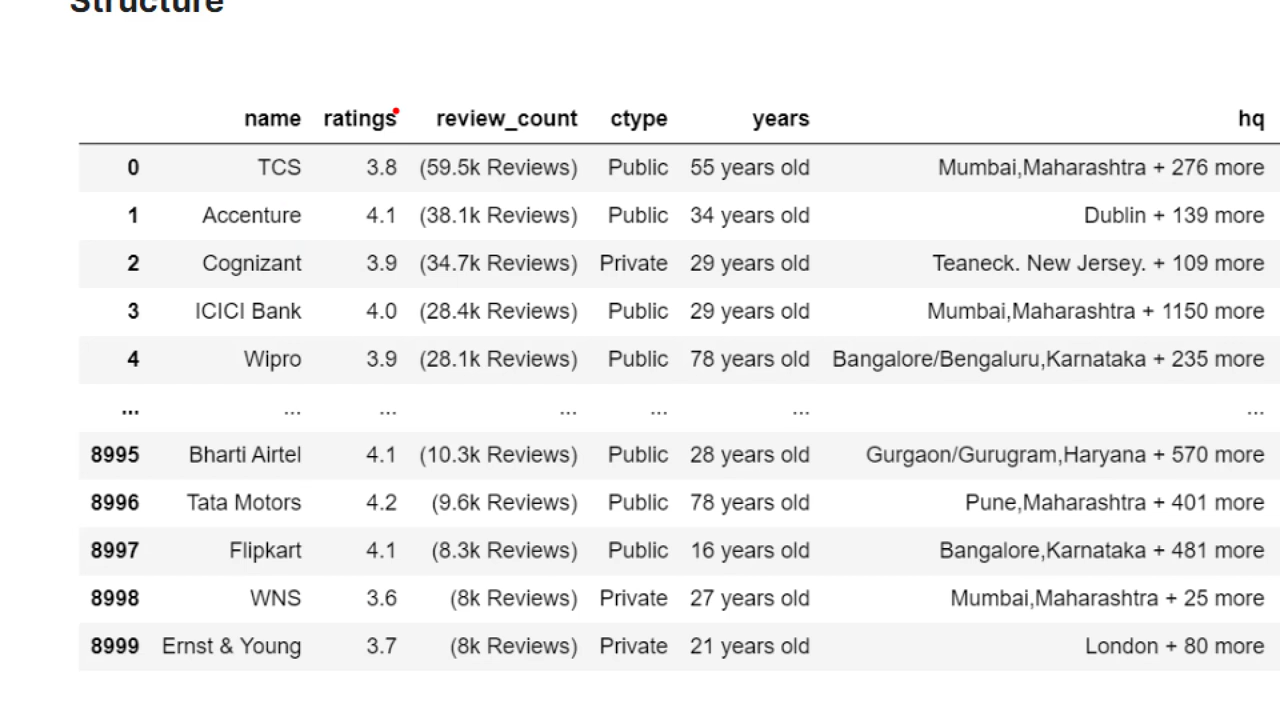 Structure
name ratings review_count ctype years hq
0 TCS 3.8 (59.5k Reviews) Public 55 years old Mumbai,Maharashtra + 276 more
1 Accenture 4.1 (38.1k Reviews) Public 34 years old Dublin + 139 more
2 Cognizant 3.9 (34.7k Reviews) Private 29 years old Teaneck. New Jersey. + 109 more
3 ICICI Bank 4.0 (28.4k Reviews) Public 29 years old Mumbai,Maharashtra + 1150 more
4 Wipro 3.9 (28.1k Reviews) Public 78 years old Bangalore/Bengaluru,Karnataka + 235 more
... ... ... ... ... ... ...
8995 Bharti Airtel 4.1 (10.3k Reviews) Public 28 years old Gurgaon/Gurugram,Haryana + 570 more
8996 Tata Motors 4.2 (9.6k Reviews) Public 78 years old Pune,Maharashtra + 401 more
8997 Flipkart 4.1 (8.3k Reviews) Public 16 years old Bangalore,Karnataka + 481 more
8998 WNS 3.6 (8k Reviews) Private 27 years old Mumbai,Maharashtra + 25 more
8999 Ernst & Young 3.7 (8k Reviews) Private 21 years old London + 80 more